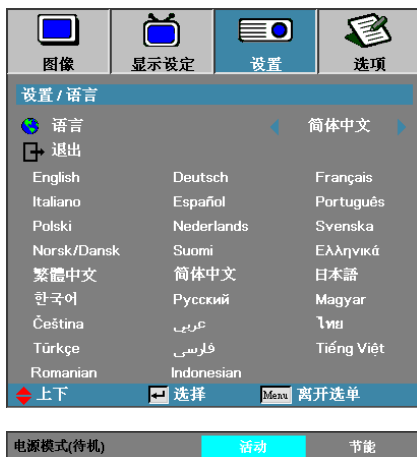 图像 显示设定 设置 选项
设置 / 语言
语言 简体中文
退出
English Deutsch Français
Italiano Español Português
Polski Nederlands Svenska
Norsk/Dansk Suomi Ελληνικά
繁體中文 简体中文 日本語
한국어 Русский Magyar
Čeština عربي ไทย
Türkçe فارسی Tiếng Việt
Romanian Indonesian
上下 选择 Menu 离开选单
电源模式(待机) 活动 节能